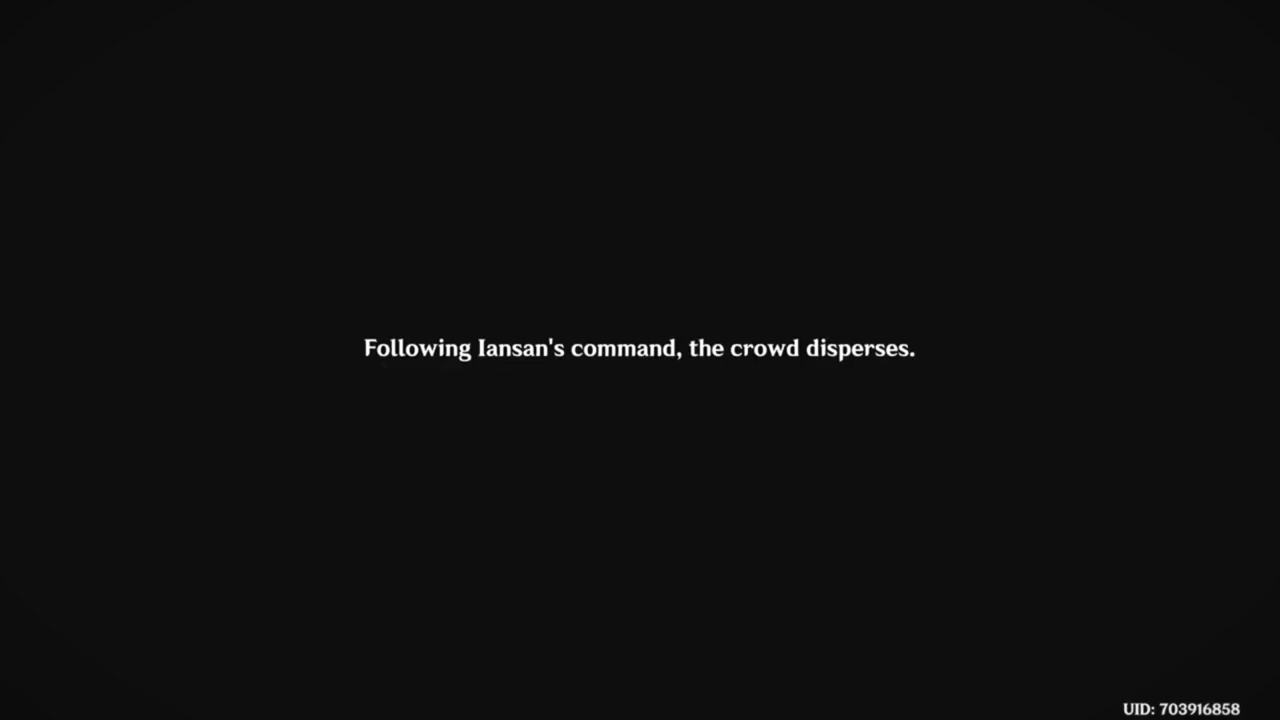 Following Iansan's command, the crowd disperses.
UID: 703916858